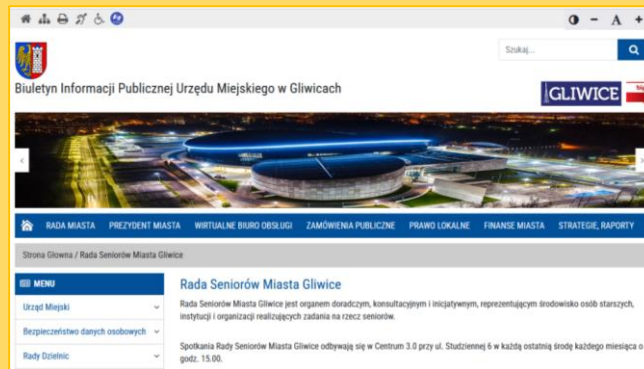 A
Szukaj...
Biuletyn Informacji Publicznej Urzędu Miejskiego w Gliwicach
GLIWICE
RADA MIASTA PREZYDENT MIASTA WIRTUALNE BIURO OBSŁUGI ZAMÓWIENIA PUBLICZNE PRAWO LOKALNE FINANSE MIASTA STRATEGIE, RAPORTY
Strona Główna / Rada Seniorów Miasta Gliwice
MENU
Urząd Miejski
Bezpieczeństwo danych osobowych
Rady Dzielnic
Rada Seniorów Miasta Gliwice
Rada Seniorów Miasta Gliwice jest organem doradczym, konsultacyjnym i inicjatywnym, reprezentującym środowisko osób starszych,
instytucji i organizacji realizujących zadania na rzecz seniorów.
Spotkania Rady Seniorów Miasta Gliwice odbywają się w Centrum 3.0 przy ul. Studziennej 6 w każdą ostatnią środę każdego miesiąca o
godz. 15.00.